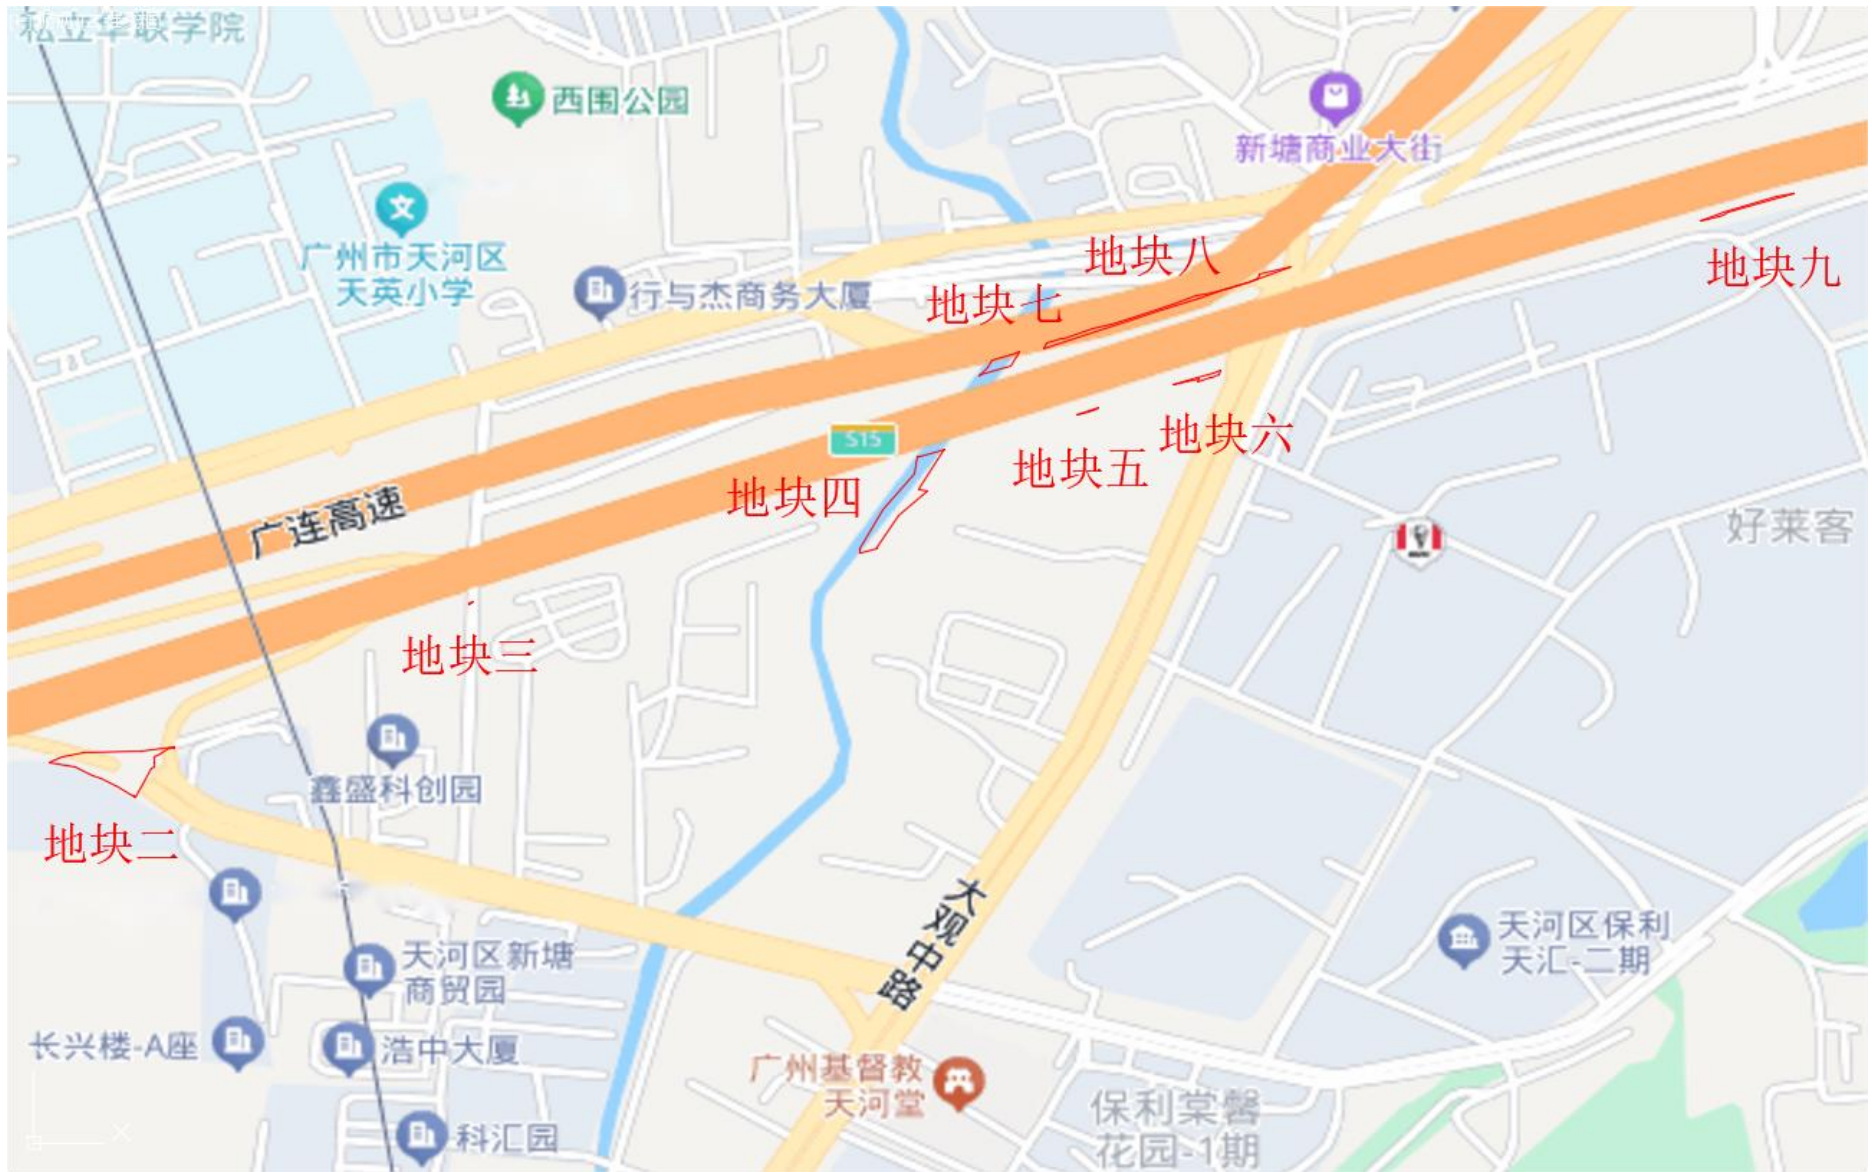 私立华联学院
西围公园
新塘商业大街
广州市天河区
天英小学
地块八
地块九
行与杰商务大厦
地块七
S15
地块六
地块五
地块四
广连高速
好莱客
地块三
鑫盛科创园
地块二
大观中路
天河区新塘
商贸园
天河区保利
天汇-二期
长兴楼-A座
浩中大厦
广州基督教
天河堂
保利棠馨
花园-1期
科汇园